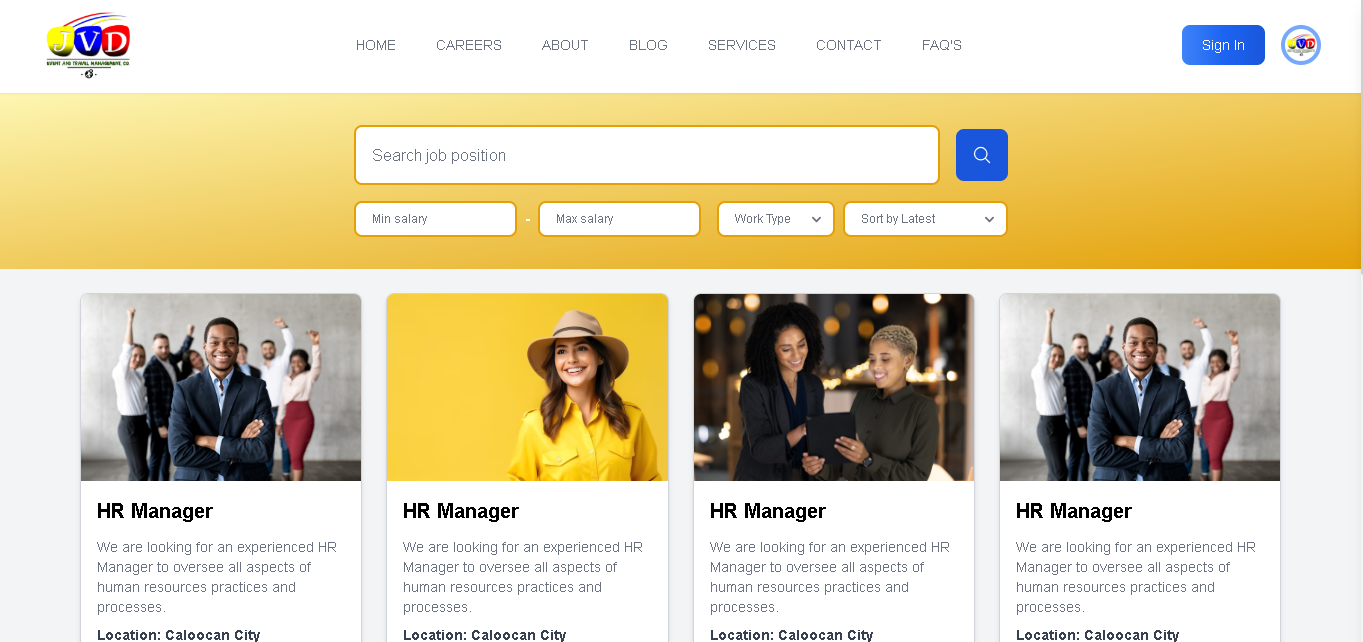 JVD
EVENT AND TRAVEL MANAGEMENT CO
HOME CAREERS ABOUT BLOG SERVICES CONTACT FAQ'S
Sign In
JVD
Search job position
Min salary - Max salary Work Type Sort by Latest
HR Manager HR Manager HR Manager HR Manager
We are looking for an experienced HR
Manager to oversee all aspects of
human resources practices and
processes.
Location: Caloocan City
We are looking for an experienced HR
Manager to oversee all aspects of
human resources practices and
processes.
Location: Caloocan City
We are looking for an experienced HR
Manager to oversee all aspects of
human resources practices and
processes.
Location: Caloocan City
We are looking for an experienced HR
Manager to oversee all aspects of
human resources practices and
processes.
Location: Caloocan City